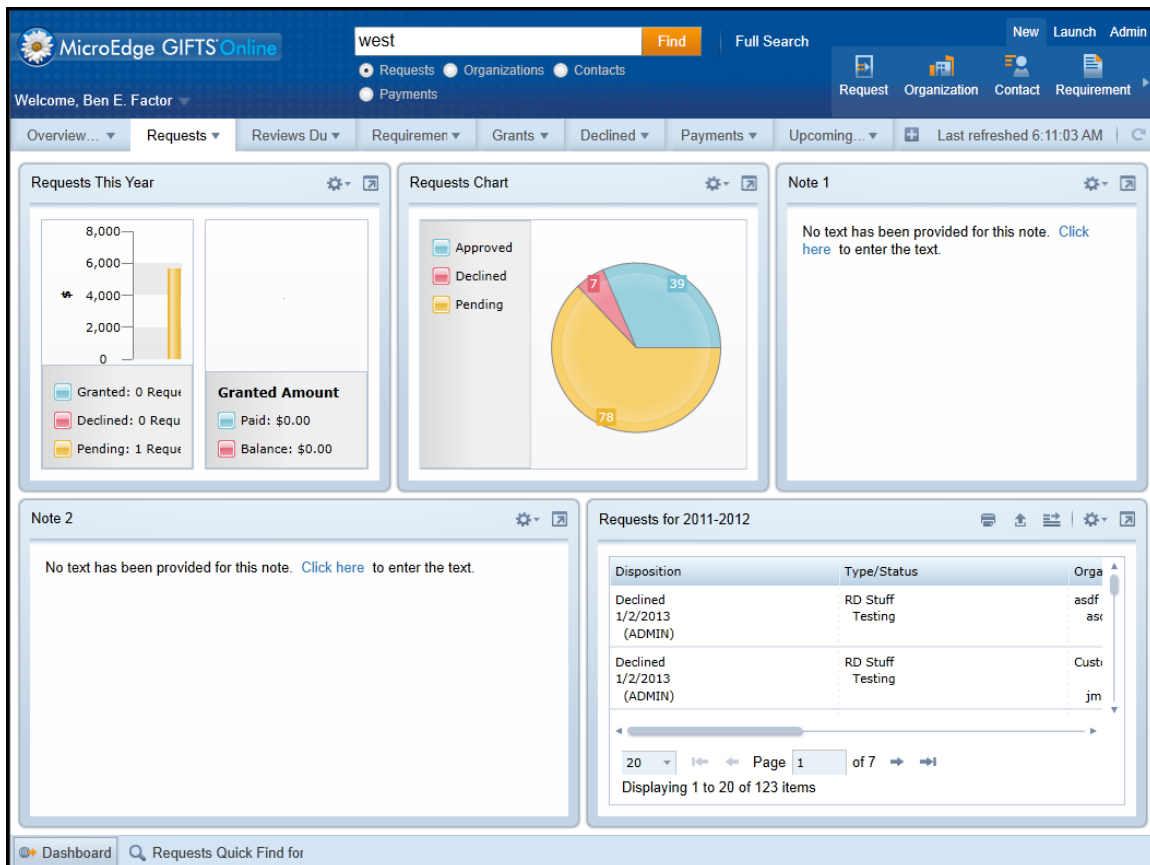 MicroEdge GIFTS Online
west
Find
Full Search
New Launch Admin
Requests Organizations Contacts
Payments
Request Organization Contact Requirement
Welcome, Ben E. Factor
Overview... Requests Reviews Du Requiremen Grants Declined Payments Upcoming... Last refreshed 6:11:03 AM
Requests This Year
8,000
6,000
4,000
2,000
0
$
Granted: 0 Reque
Declined: 0 Requ
Pending: 1 Reque
Granted Amount
Paid: $0.00
Balance: $0.00
Requests Chart
Approved
Declined
Pending
7
39
78
Note 1
No text has been provided for this note. Click
here to enter the text.
Note 2
No text has been provided for this note. Click here to enter the text.
Requests for 2011-2012
Disposition Type/Status Orga
Declined RD Stuff asdf
1/2/2013 Testing asd
(ADMIN)
Declined RD Stuff Cust
1/2/2013 Testing
(ADMIN) jm
20 Page 1 of 7
Displaying 1 to 20 of 123 items
Dashboard Requests Quick Find for